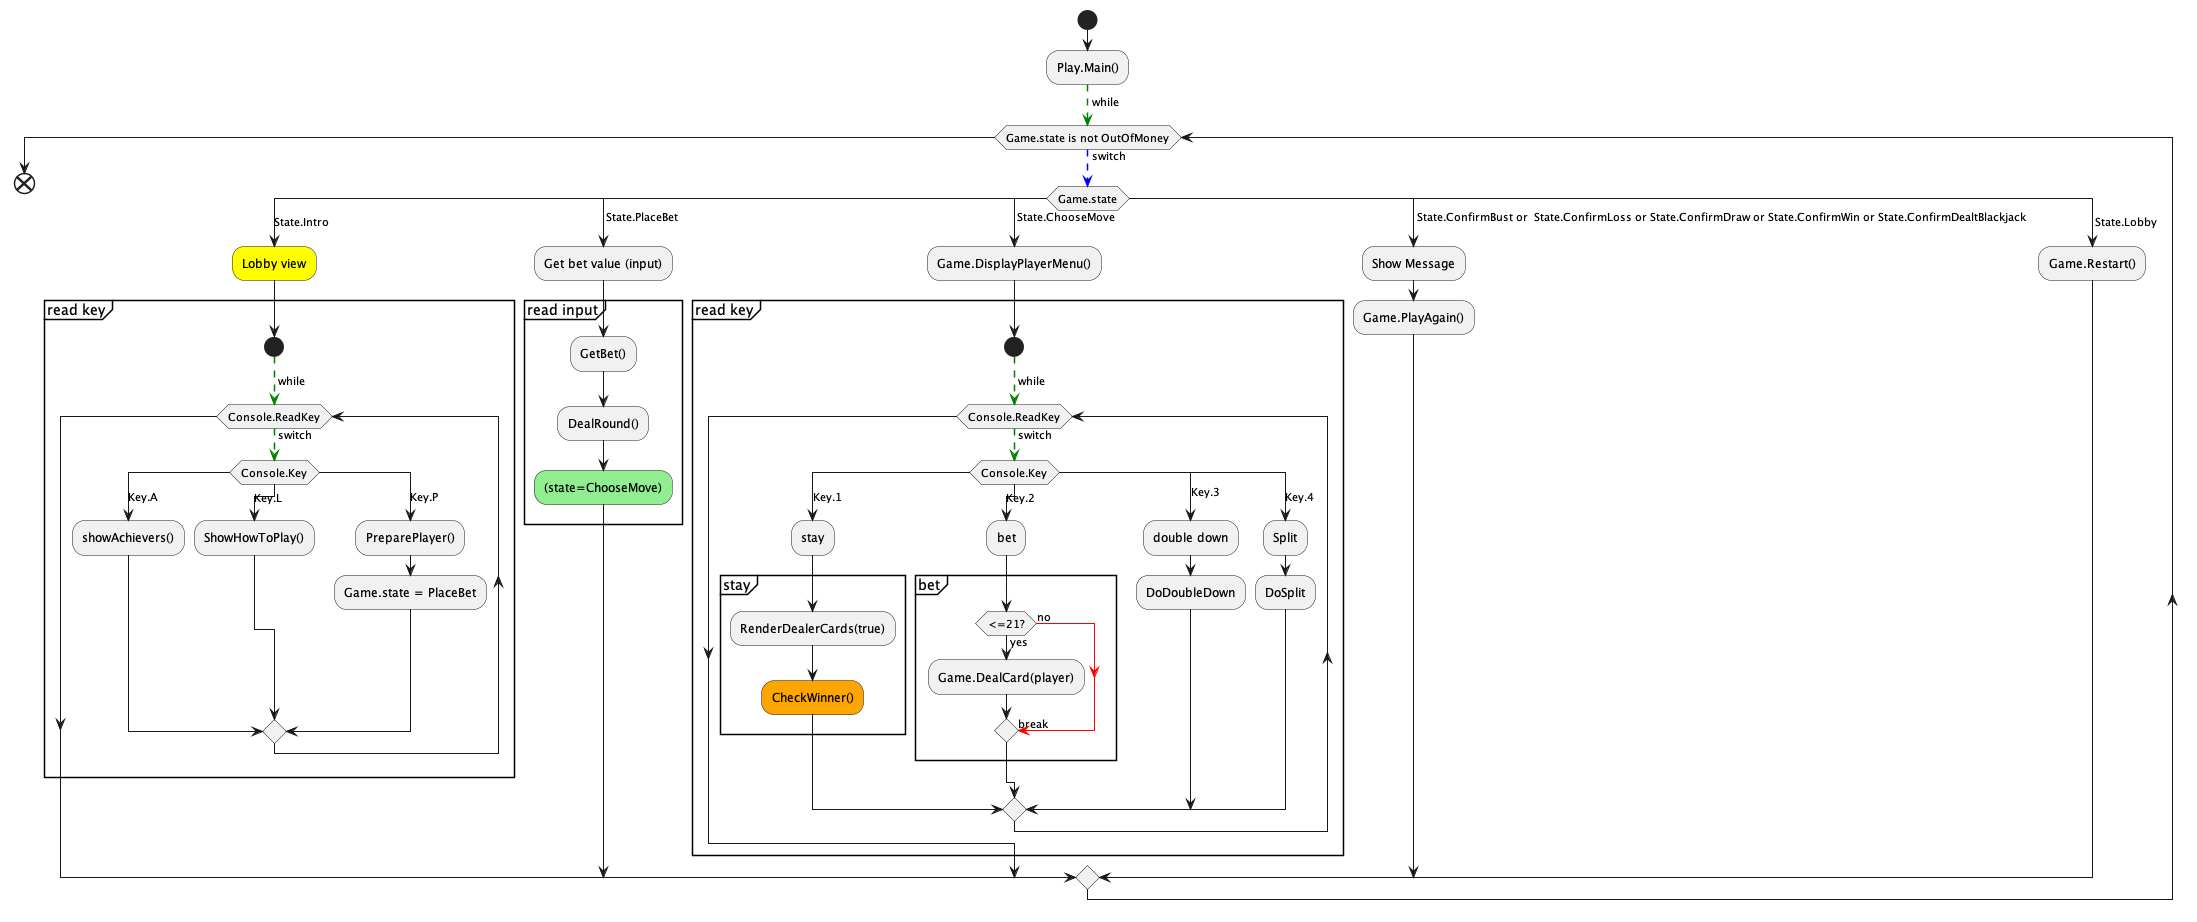 Play.Main()
while
Game.state is not OutOfMoney
switch
Game.state
State.Intro
State.PlaceBet
State.ChooseMove
State.ConfirmBust or  State.ConfirmLoss or State.ConfirmDraw or State.ConfirmWin or State.ConfirmDealtBlackjack
State.Lobby
Lobby view
Get bet value (input)
Game.DisplayPlayerMenu()
Show Message
Game.Restart()
read key
while
Console.ReadKey
switch
Console.Key
Key.A
Key.L
Key.P
showAchievers()
ShowHowToPlay()
PreparePlayer()
Game.state = PlaceBet
read input
GetBet()
DealRound()
(state=ChooseMove)
read key
while
Console.ReadKey
switch
Console.Key
Key.1
Key.2
Key.3
Key.4
stay
bet
double down
Split
stay
RenderDealerCards(true)
CheckWinner()
bet
<=21?
no
yes
Game.DealCard(player)
break
DoDoubleDown
DoSplit
Game.PlayAgain()